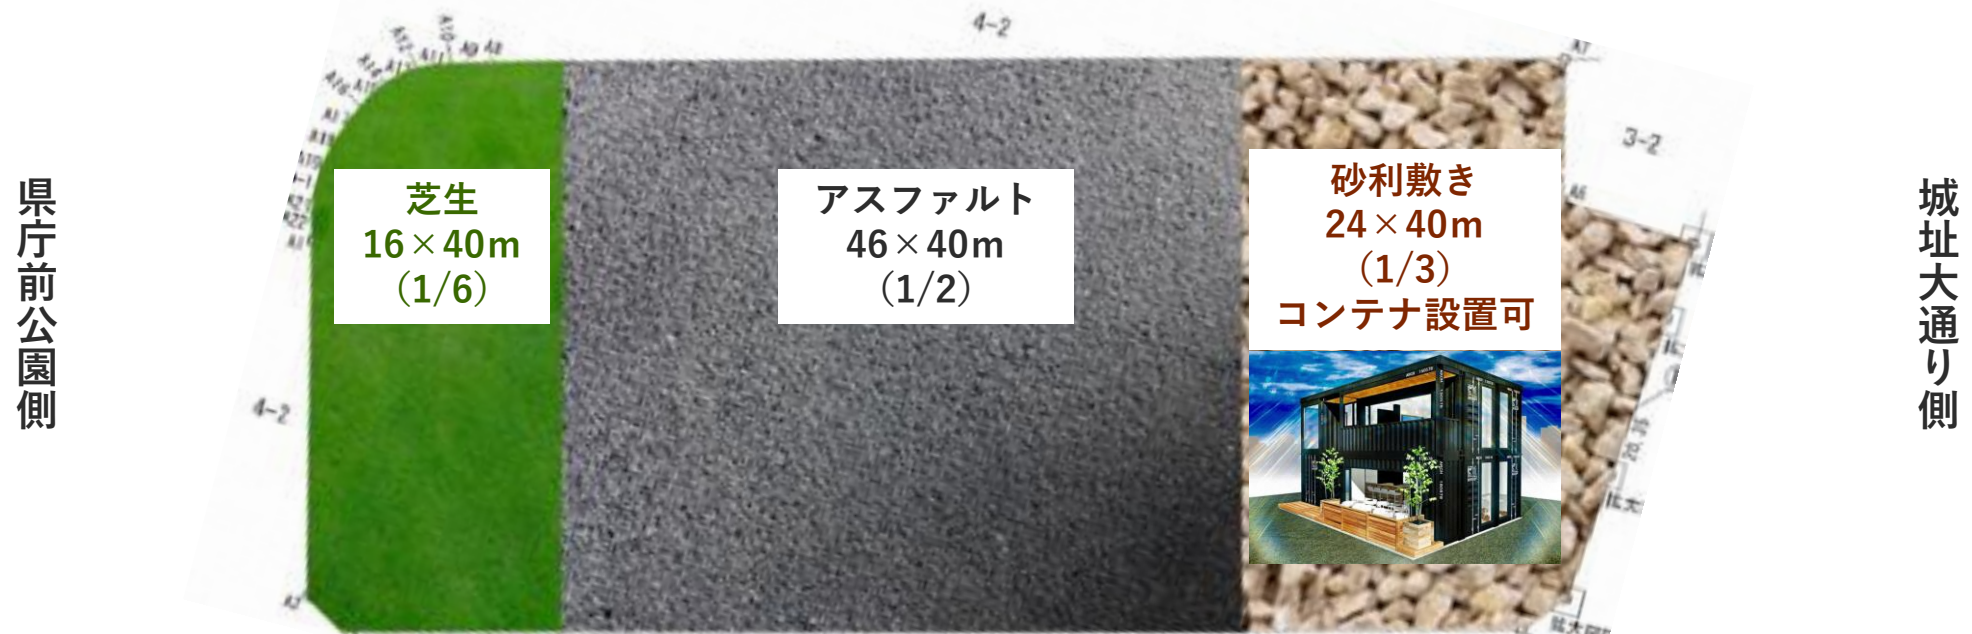 4-2
3-2
県庁前公園側
芝生
16×40m
（1/6）
アスファルト
46×40m
（1/2）
砂利敷き
24×40m
（1/3）
コンテナ設置可
城址大通り側
4-2